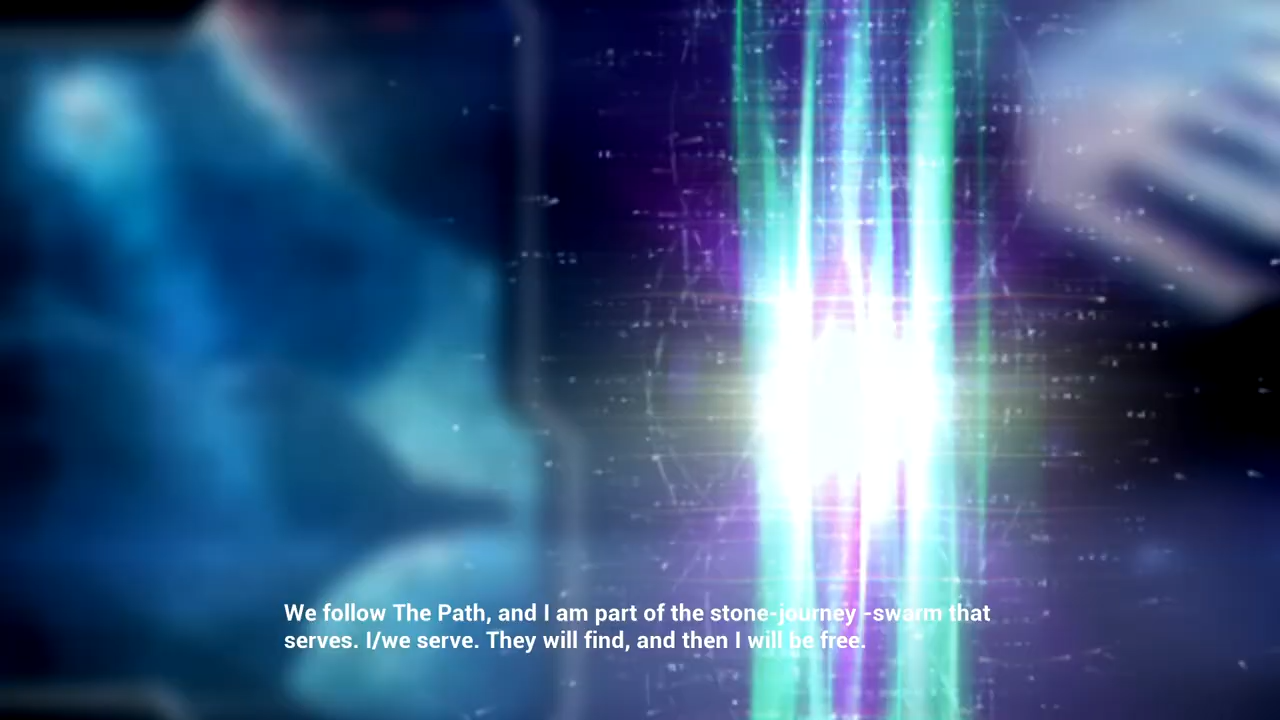 We follow The Path, and I am part of the stone-journey -swarm that
serves. I/we serve. They will find, and then I will be free.